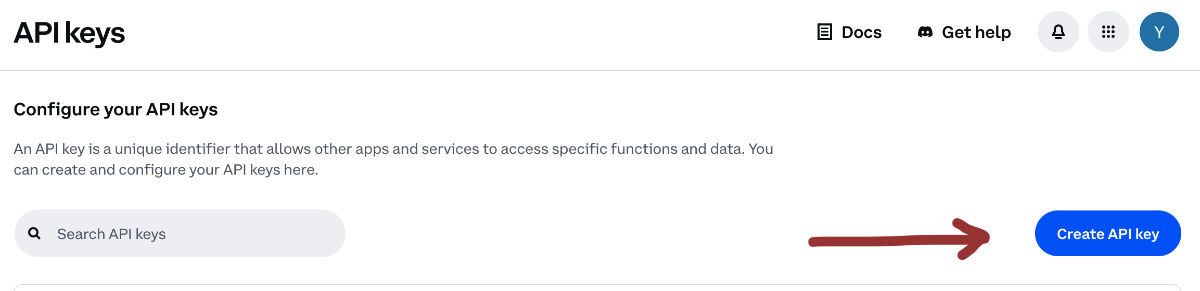 API keys
Docs
Get help
Y
Configure your API keys
An API key is a unique identifier that allows other apps and services to access specific functions and data. You
can create and configure your API keys here.
Search API keys
Create API key